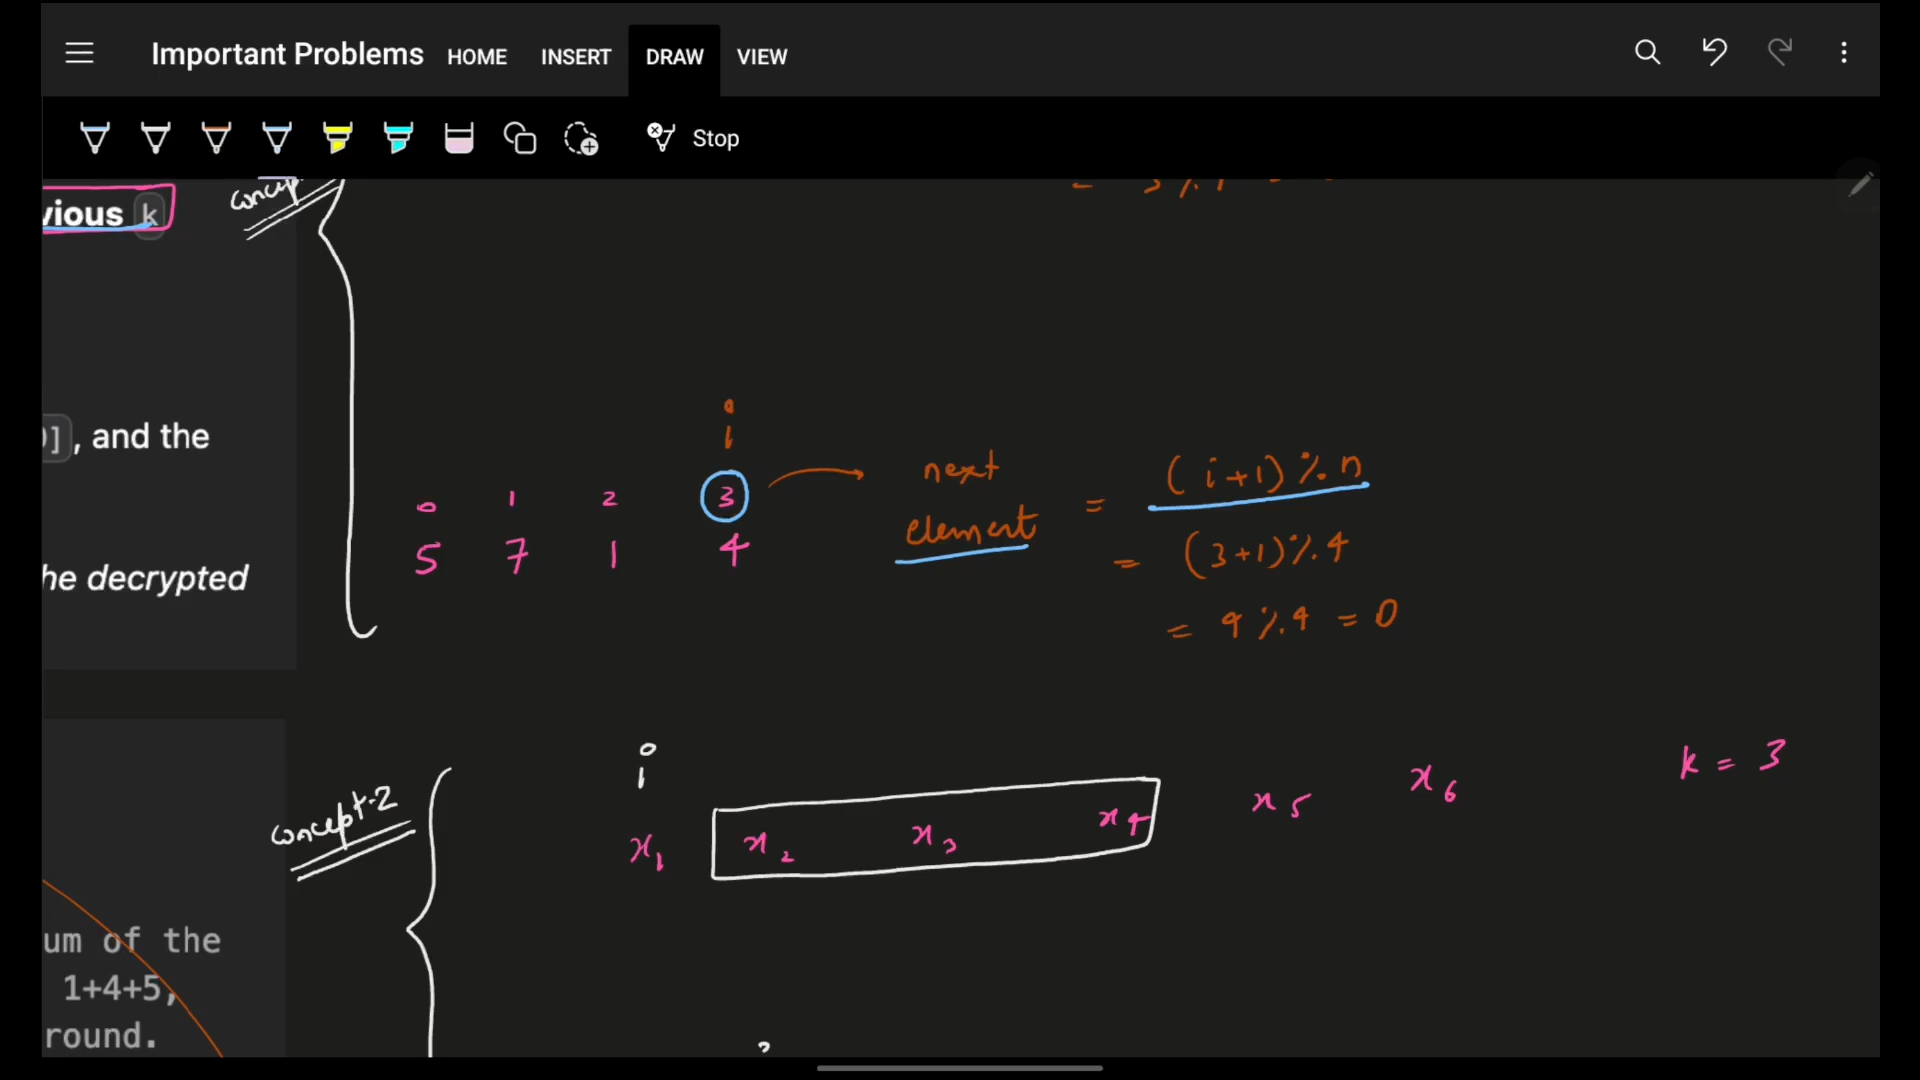 Important Problems HOME INSERT DRAW VIEW
Stop
vious k
, and the
he decrypted
um of the
1+4+5,
round.
i
0 1 2 3
5 7 1 4
next element = (i+1) % n
= (3+1) % 4
= 4 % 4 = 0
concept-2
i
x1 x2 x3 x4 x5 x6
k = 3